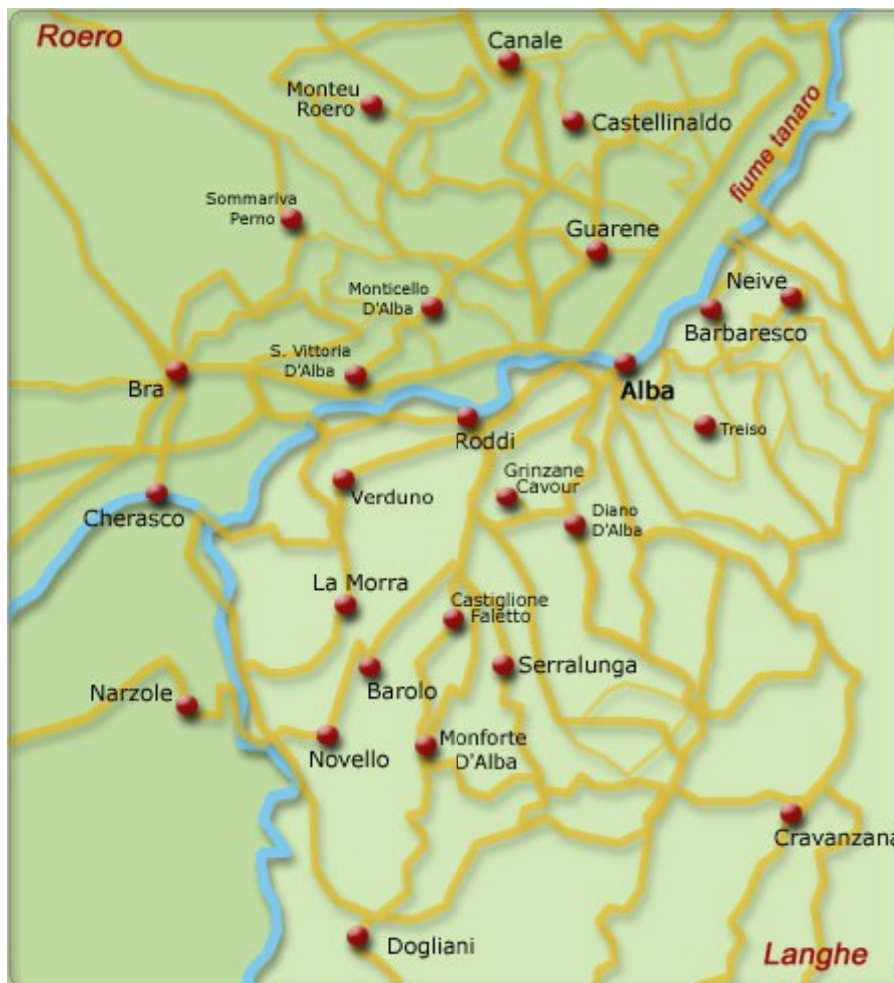 Roero
Canale
Monteu
Roero
Castellinaldo
fiume tanaro
Sommariva
Perno
Guarene
Neive
Monticello
D'Alba
Barbaresco
S. Vittoria
D'Alba
Bra
Alba
Treiso
Roddi
Grinzane
Cavour
Verduno
Diano
D'Alba
Cherasco
La Morra
Castiglione
Faletto
Serralunga
Barolo
Narzole
Novello
Monforte
D'Alba
Cravanzana
Dogliani
Langhe